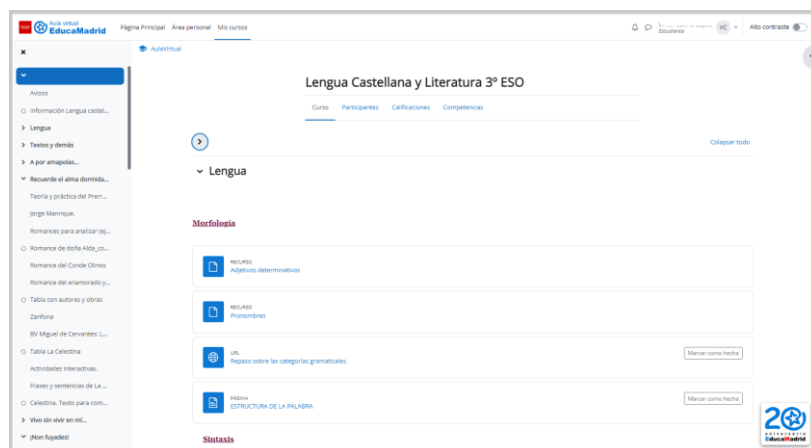 Aula virtual
EducaMadrid
Página Principal Área personal Mis cursos
Estudiante
VC
Alto contraste
AulaVirtual
Avisos
Información Lengua castel...
Lengua
Textos y demás
A por amapolas...
Recuerde el alma dormida...
Teoría y práctica del Prerr...
Jorge Manrique.
Romances para analizar (ej...
Romance de doña Alda_co...
Romance del Conde Olinos
Romance del enamorado y...
Tabla con autores y obras
Zanfona
BV Miguel de Cervantes: L...
Tabla La Celestina
Actividades interactivas.
Frases y sentencias de La ...
Celestina. Texto para com...
Vivo sin vivir en mí...
¡Non fuyades!
Lengua Castellana y Literatura 3º ESO
Curso Participantes Calificaciones Competencias
Colapsar todo
Lengua
Morfología
RECURSO
Adjetivos determinativos
RECURSO
Pronombres
URL
Repaso sobre las categorías gramaticales.
Marcar como hecha
PÁGINA
ESTRUCTURA DE LA PALABRA
Marcar como hecha
Sintaxis
20
aniversario
EducaMadrid